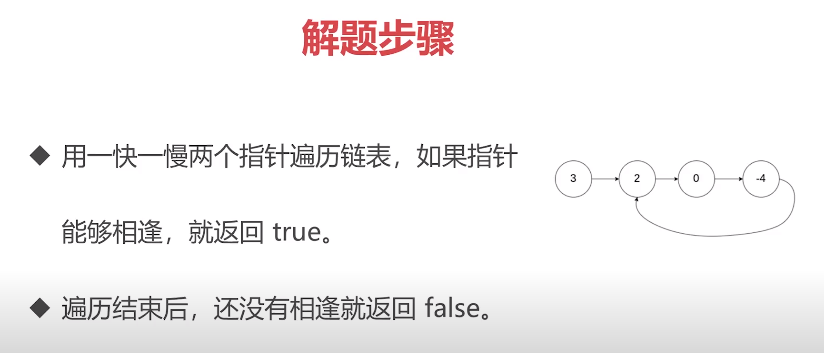 解题步骤
◆ 用一快一慢两个指针遍历链表，如果指针
能够相逢，就返回 true。
◆ 遍历结束后，还没有相逢就返回 false。
3 2 0 -4